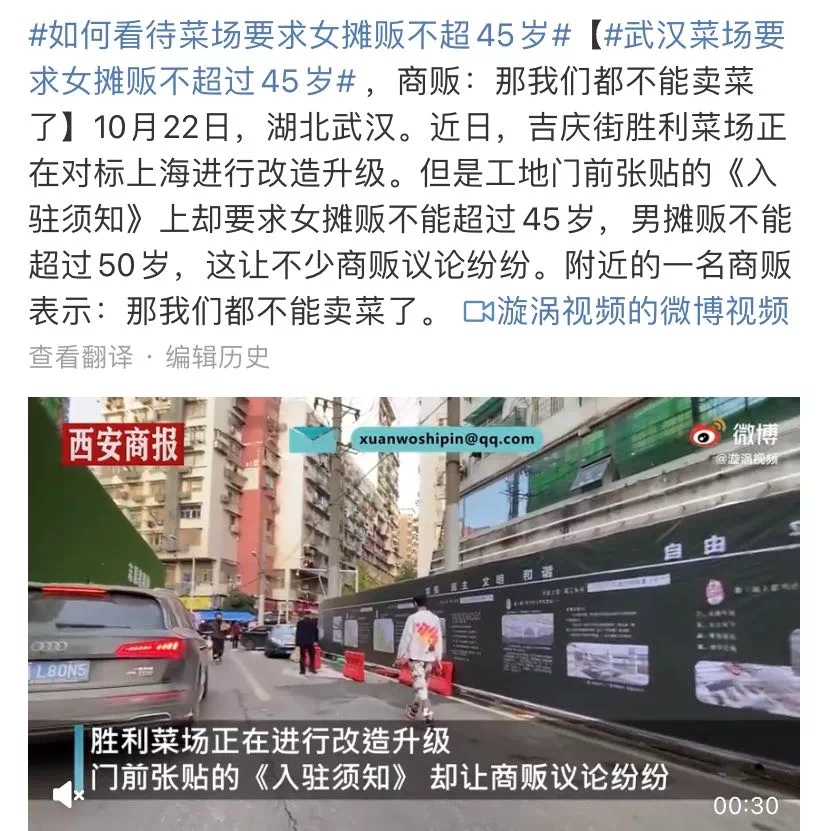 #如何看待菜场要求女摊贩不超45岁#【#武汉菜场要
求女摊贩不超过45岁#，商贩：那我们都不能卖菜
了】10月22日，湖北武汉。近日，吉庆街胜利菜场正
在对标上海进行改造升级。但是工地门前张贴的《入
驻须知》上却要求女摊贩不能超过45岁，男摊贩不能
超过50岁，这让不少商贩议论纷纷。附近的一名商贩
表示：那我们都不能卖菜了。 漩涡视频的微博视频
查看翻译 · 编辑历史
西安商报
xuanwoshipin@qq.com
微博
@漩涡视频
自由
民主 文明 和谐
L80N5
胜利菜场正在进行改造升级
门前张贴的《入驻须知》 却让商贩议论纷纷
00:30